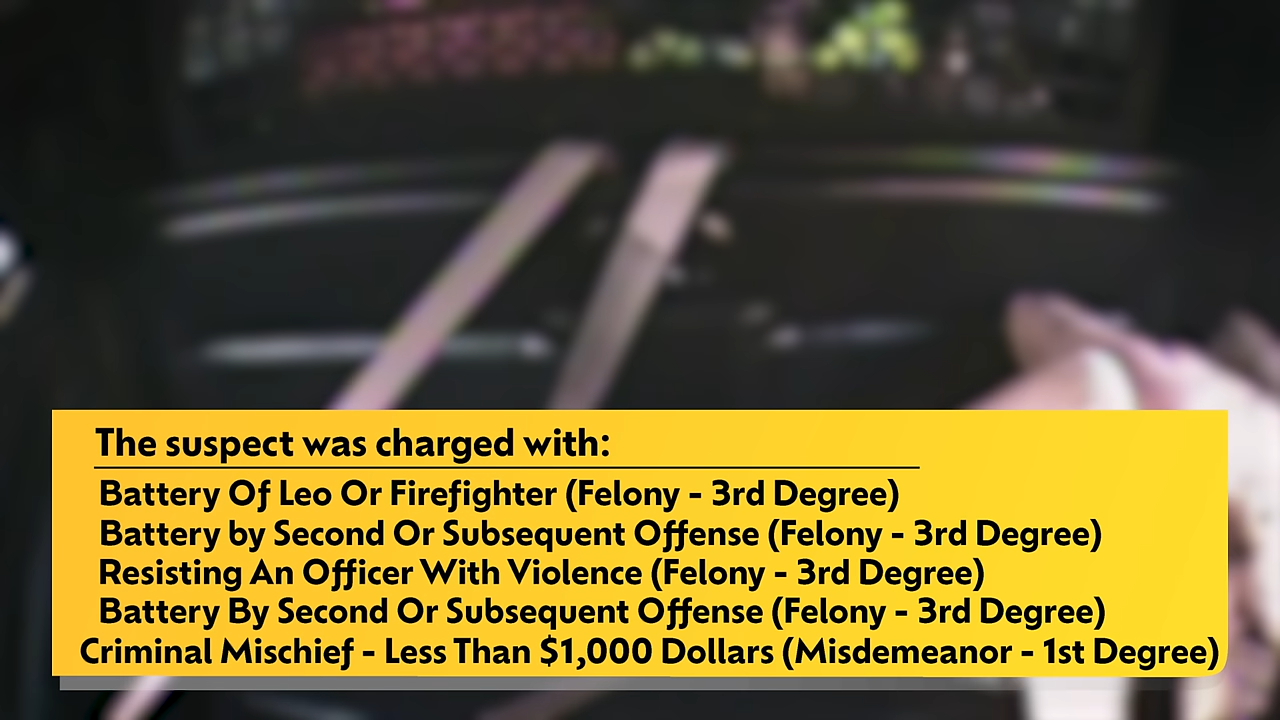 The suspect was charged with:
Battery Of Leo Or Firefighter (Felony - 3rd Degree)
Battery by Second Or Subsequent Offense (Felony - 3rd Degree)
Resisting An Officer With Violence (Felony - 3rd Degree)
Battery By Second Or Subsequent Offense (Felony - 3rd Degree)
Criminal Mischief - Less Than $1,000 Dollars (Misdemeanor - 1st Degree)